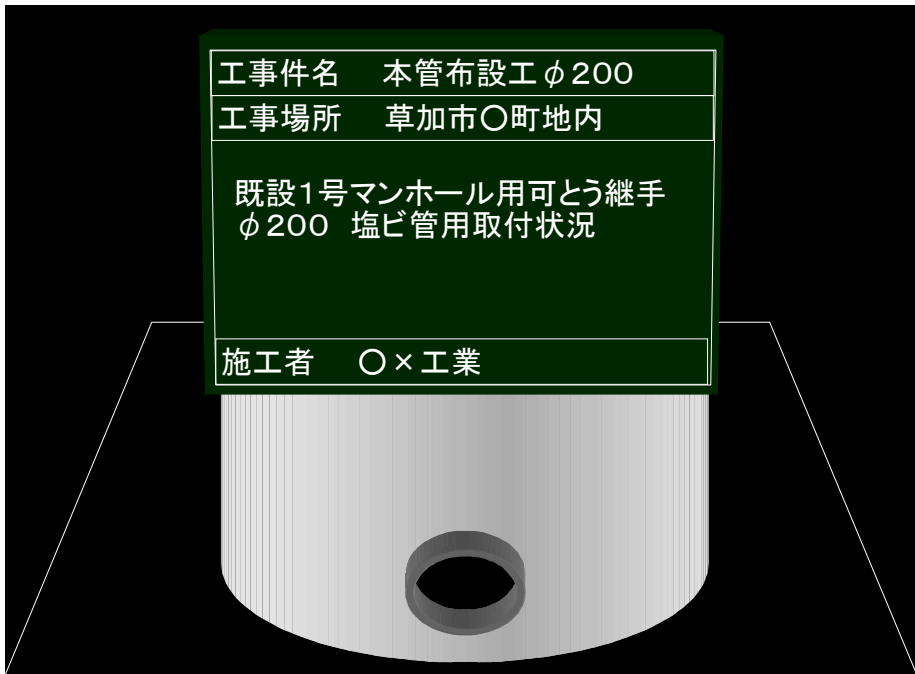 工事件名　本管布設工φ200
工事場所　草加市〇町地内
既設1号マンホール用可とう継手
φ200　塩ビ管用取付状況
施工者　〇×工業